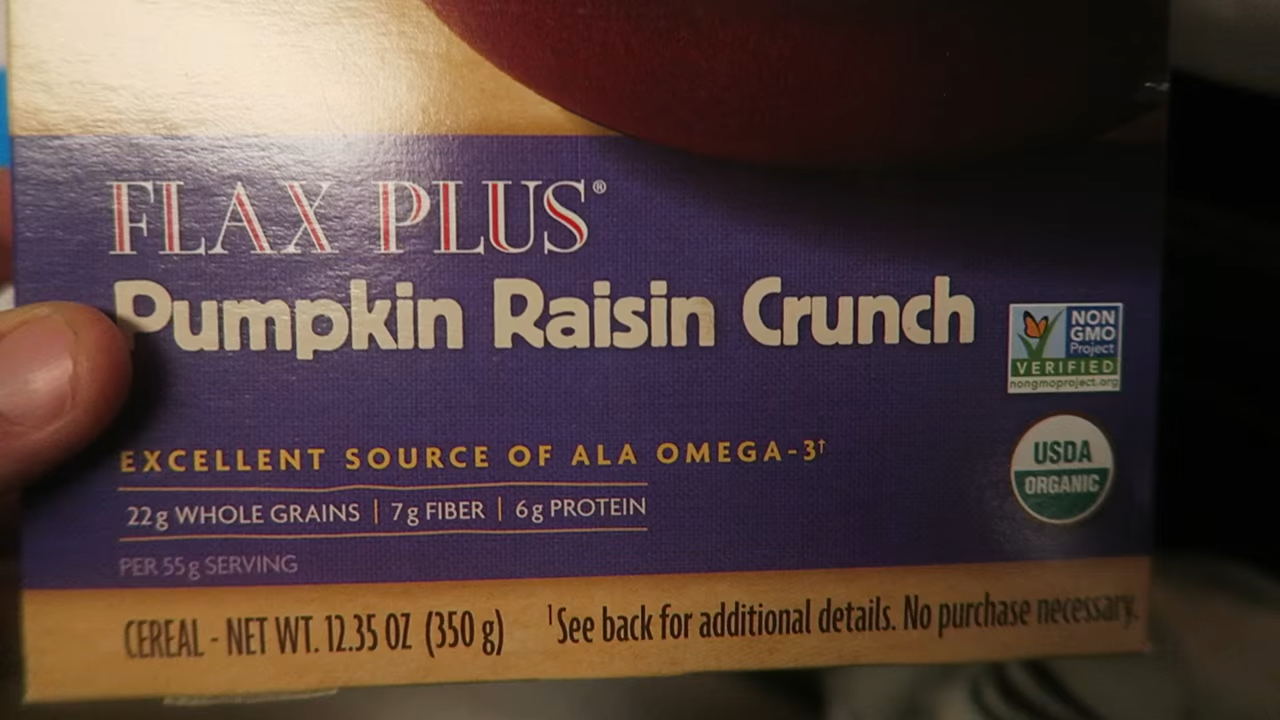 FLAX PLUS®
Pumpkin Raisin Crunch
NON
GMO
Project
VERIFIED
nongmoproject.org
EXCELLENT SOURCE OF ALA OMEGA-3†
USDA
ORGANIC
22g WHOLE GRAINS | 7g FIBER | 6g PROTEIN
PER 55g SERVING
CEREAL - NET WT. 12.35 OZ (350 g)
¹See back for additional details. No purchase necessary.